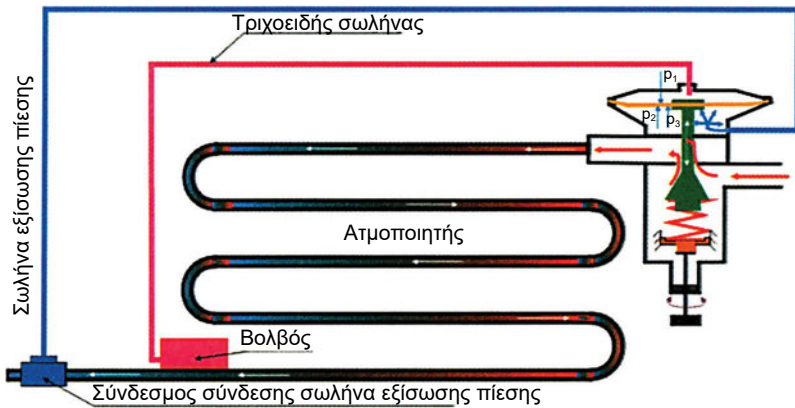 Τριχοειδής σωλήνας
p1
p2
p3
Σωλήνα εξίσωσης πίεσης
Ατμοποιητής
Βολβός
Σύνδεσμος σύνδεσης σωλήνα εξίσωσης πίεσης